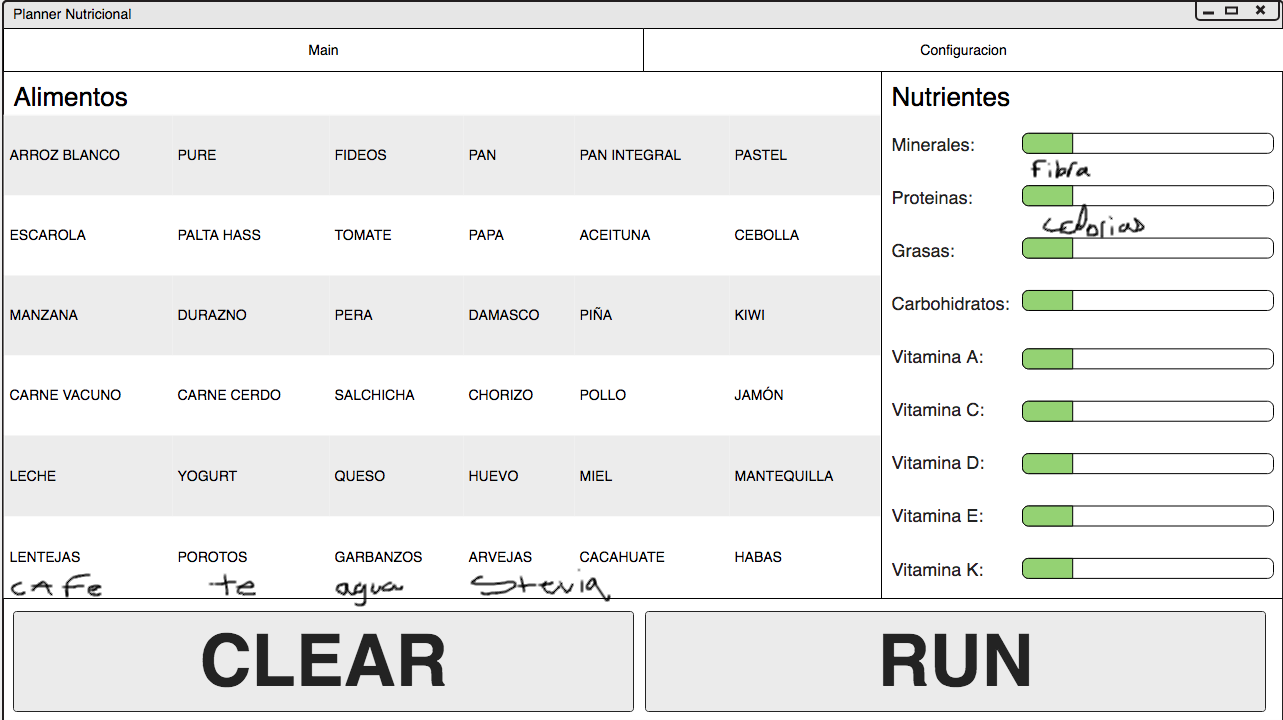 Planner Nutricional
Main Configuracion
Alimentos
ARROZ BLANCO PURE FIDEOS PAN PAN INTEGRAL PASTEL
ESCAROLA PALTA HASS TOMATE PAPA ACEITUNA CEBOLLA
MANZANA DURAZNO PERA DAMASCO PIÑA KIWI
CARNE VACUNO CARNE CERDO SALCHICHA CHORIZO POLLO JAMÓN
LECHE YOGURT QUESO HUEVO MIEL MANTEQUILLA
LENTEJAS POROTOS GARBANZOS ARVEJAS CACAHUATE HABAS
CAFe te agua Stevia
Nutrientes
Minerales:
Fibra
Proteinas:
calorias
Grasas:
Carbohidratos:
Vitamina A:
Vitamina C:
Vitamina D:
Vitamina E:
Vitamina K:
CLEAR RUN